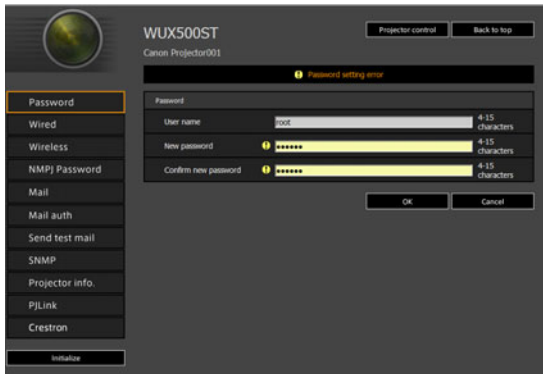 WUX500ST
Projector control
Back to top
Canon Projector001
Password setting error
Password
Wired
Wireless
NMPJ Password
Mail
Mail auth
Send test mail
SNMP
Projector info.
PJLink
Crestron
Initialize
Password
User name
root
4-15
characters
New password
••••••
4-15
characters
Confirm new password
••••••
4-15
characters
OK
Cancel